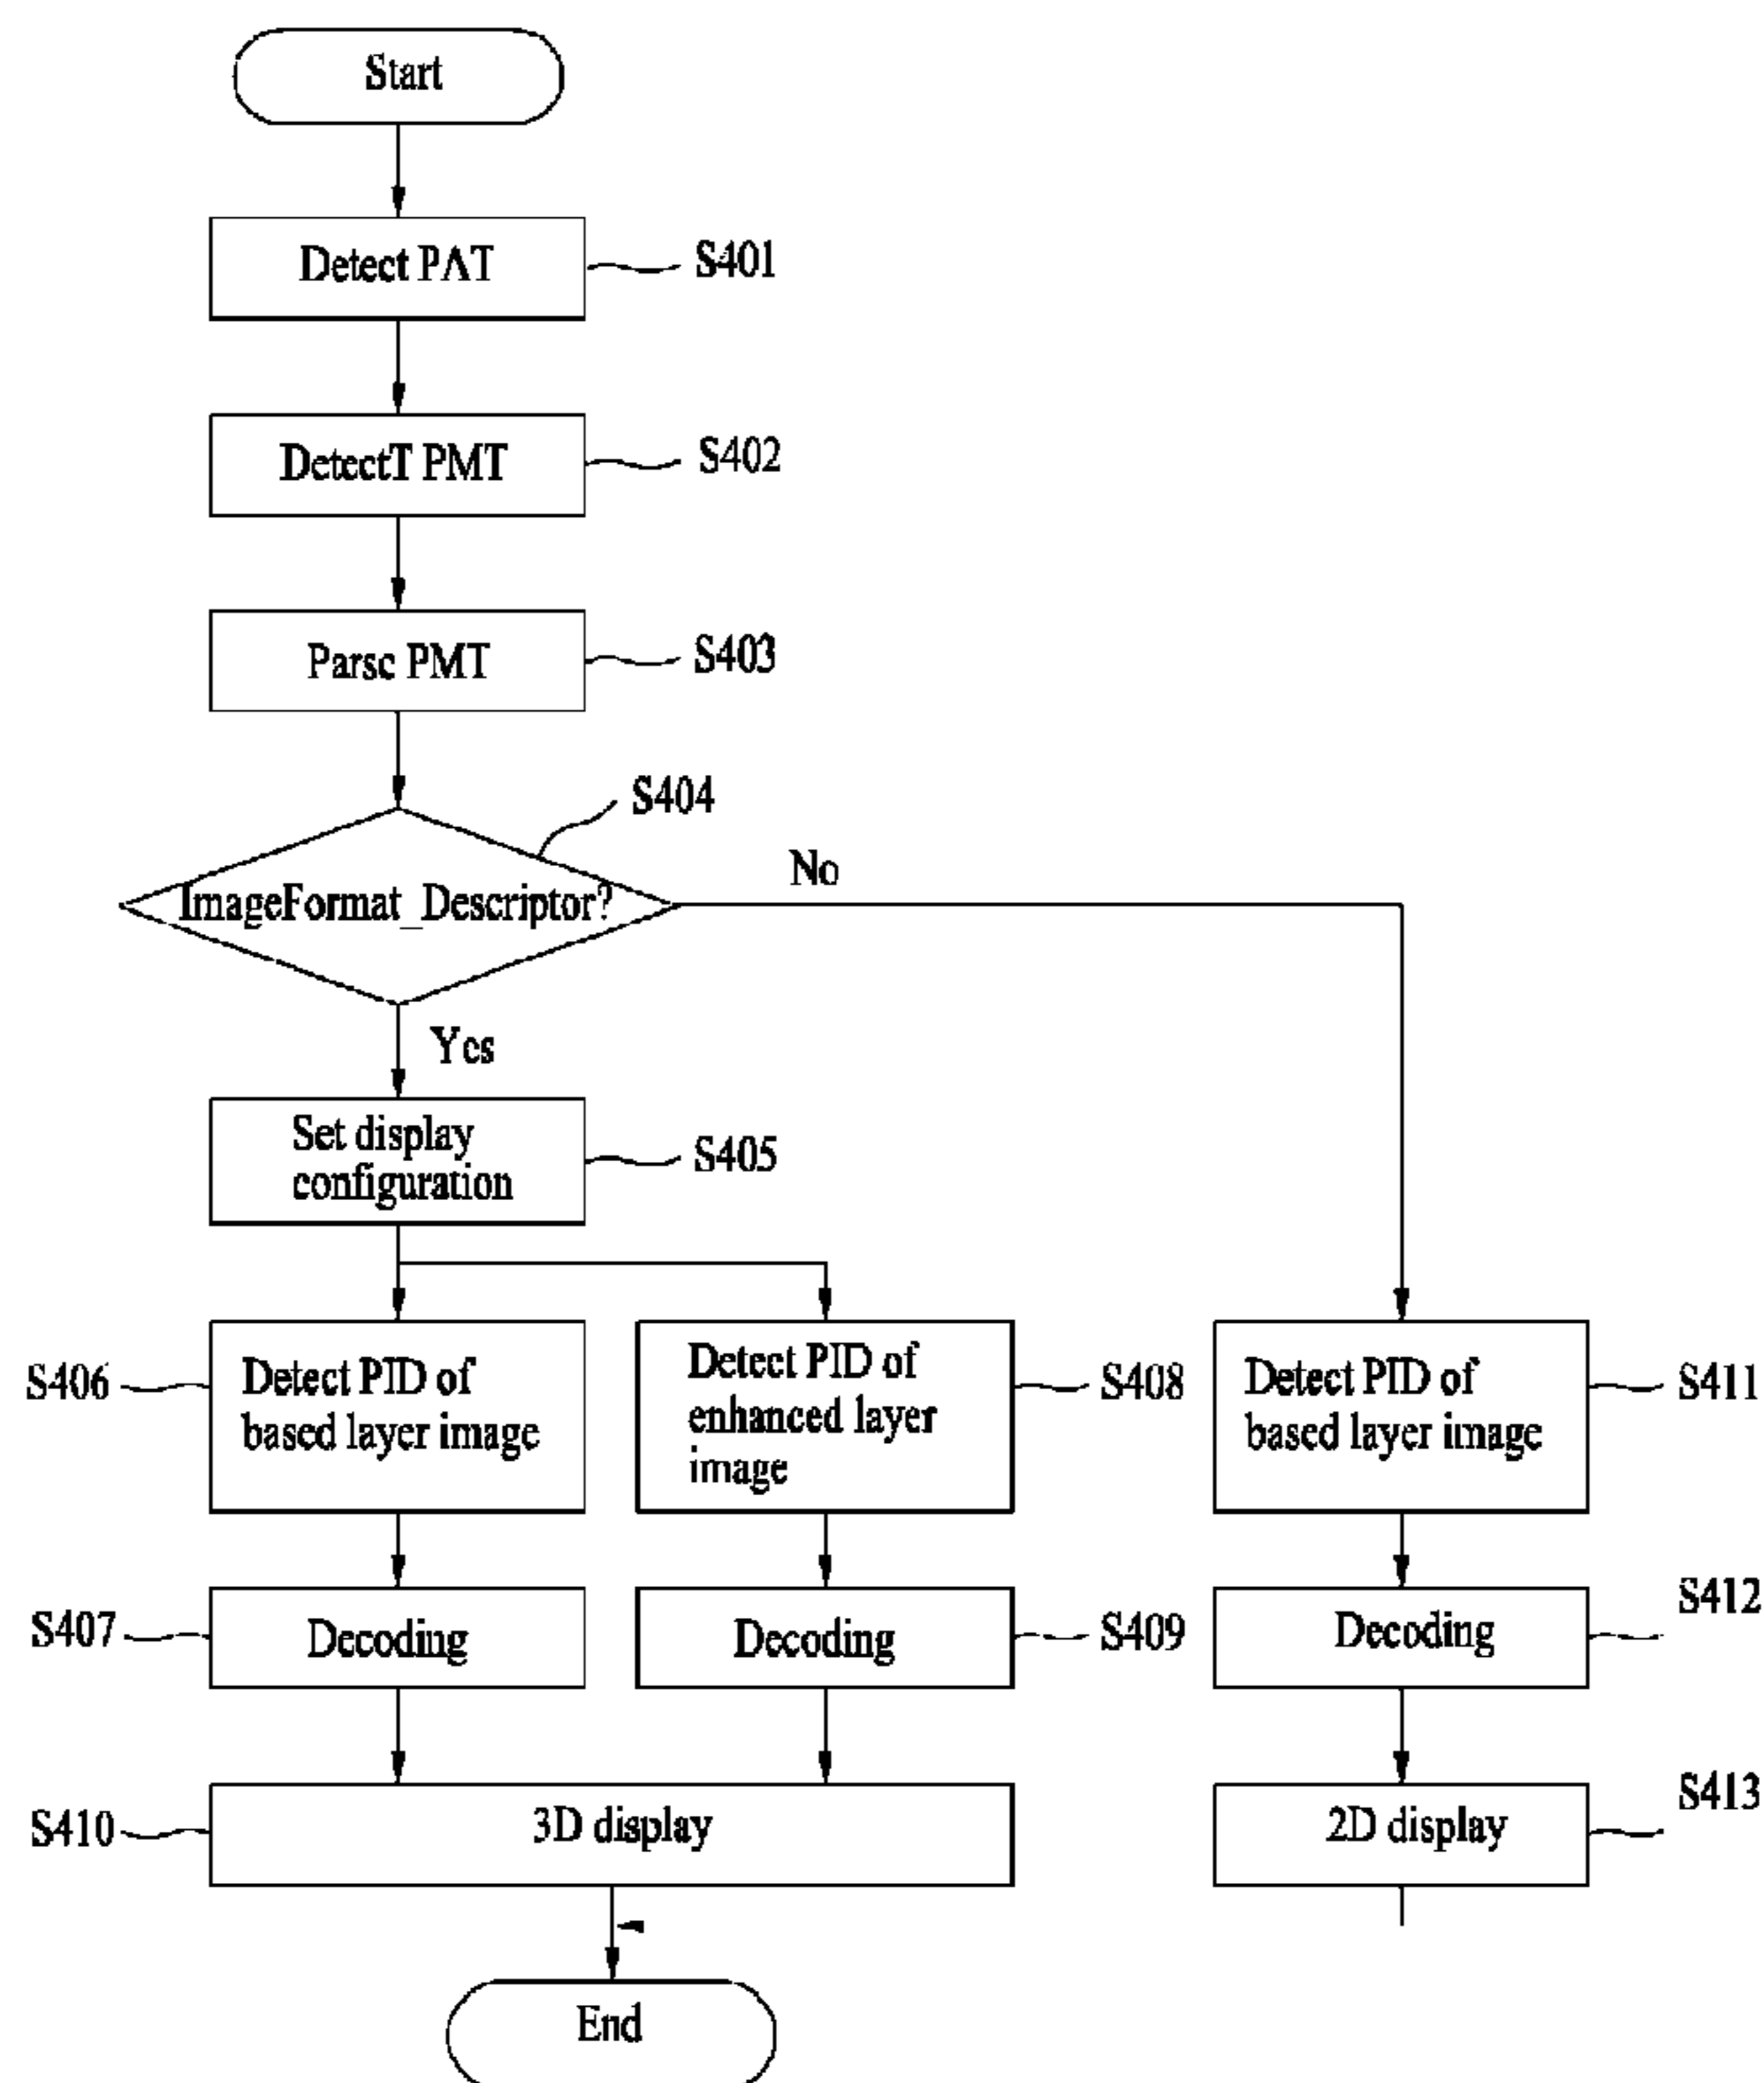 Start
Detect PAT
S401
DetectT PMT
S402
Parse PMT
S403
S404
ImageFormat_Descriptor?
No
Yes
Set display
configuration
S405
S406
Detect PID of
based layer image
Detect PID of
enhanced layer
image
S408
Detect PID of
based layer image
S411
S407
Decoding
Decoding
S409
Decoding
S412
S410
3D display
2D display
S413
End